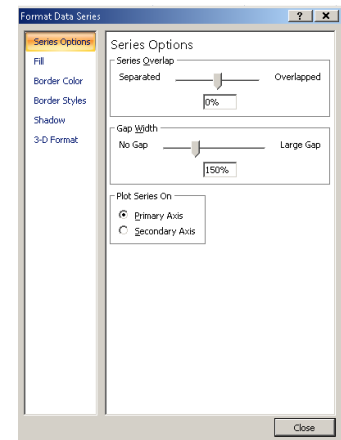 Format Data Series
Series Options
Fill
Border Color
Border Styles
Shadow
3-D Format
Series Options
Series Overlap
Separated Overlapped
0%
Gap Width
No Gap Large Gap
150%
Plot Series On
Primary Axis
Secondary Axis
Close